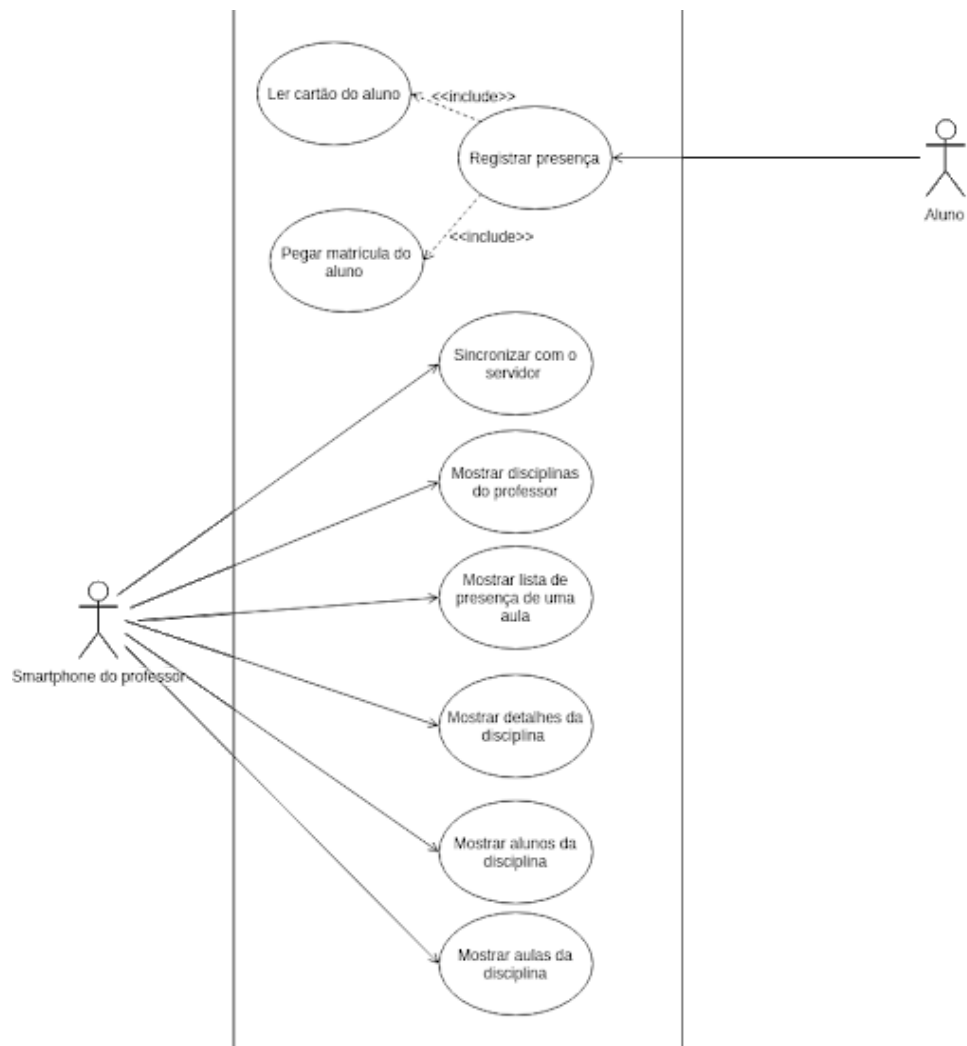 Ler cartão do aluno
<<include>>
Registrar presença
Aluno
<<include>>
Pegar matrícula do
aluno
Sincronizar com o
servidor
Mostrar disciplinas
do professor
Mostrar lista de
presença de uma
aula
Smartphone do professor
Mostrar detalhes da
disciplina
Mostrar alunos da
disciplina
Mostrar aulas da
disciplina